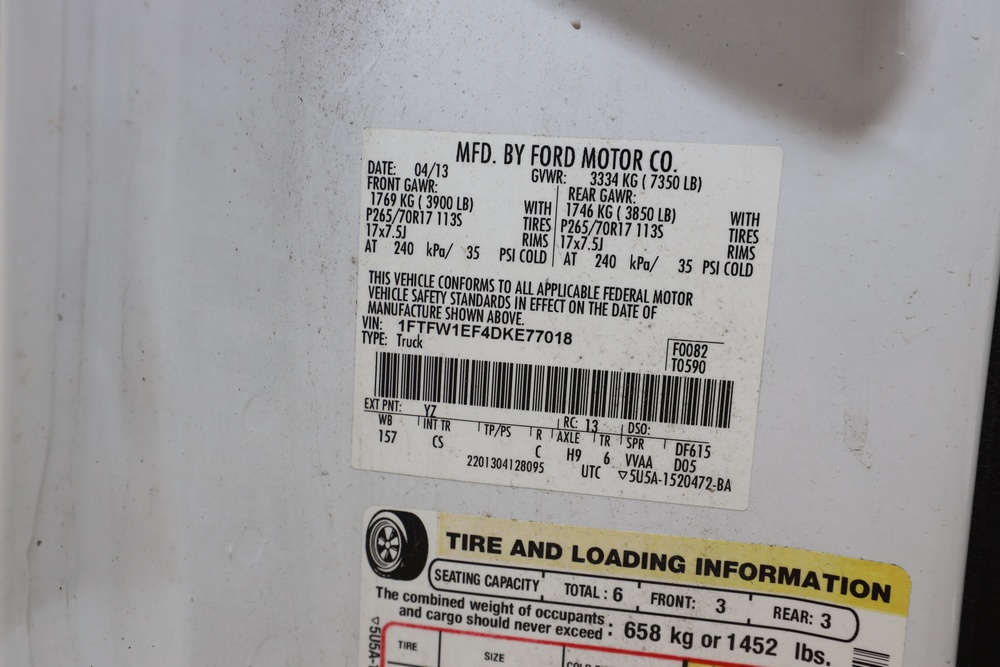 MFD. BY FORD MOTOR CO.
DATE: 04/13 GVWR: 3334 KG ( 7350 LB)
FRONT GAWR: REAR GAWR:
1769 KG ( 3900 LB) WITH 1746 KG ( 3850 LB) WITH
P265/70R17 113S TIRES P265/70R17 113S TIRES
17x7.5J RIMS 17x7.5J RIMS
AT 240 kPa/ 35 PSI COLD AT 240 kPa/ 35 PSI COLD
THIS VEHICLE CONFORMS TO ALL APPLICABLE FEDERAL MOTOR
VEHICLE SAFETY STANDARDS IN EFFECT ON THE DATE OF
MANUFACTURE SHOWN ABOVE.
VIN: 1FTFW1EF4DKE77018
TYPE: Truck
F0082
T0590
EXT PNT: YZ RC: 13 DSO:
WB INT TR TP/PS R AXLE TR SPR DF615
157 CS C H9 6 VVAA D05
2201304128095 UTC ▽5U5A-1520472-BA
TIRE AND LOADING INFORMATION
SEATING CAPACITY TOTAL : 6 FRONT: 3 REAR: 3
The combined weight of occupants
and cargo should never exceed : 658 kg or 1452 lbs.
▽5U5A-
TIRE SIZE